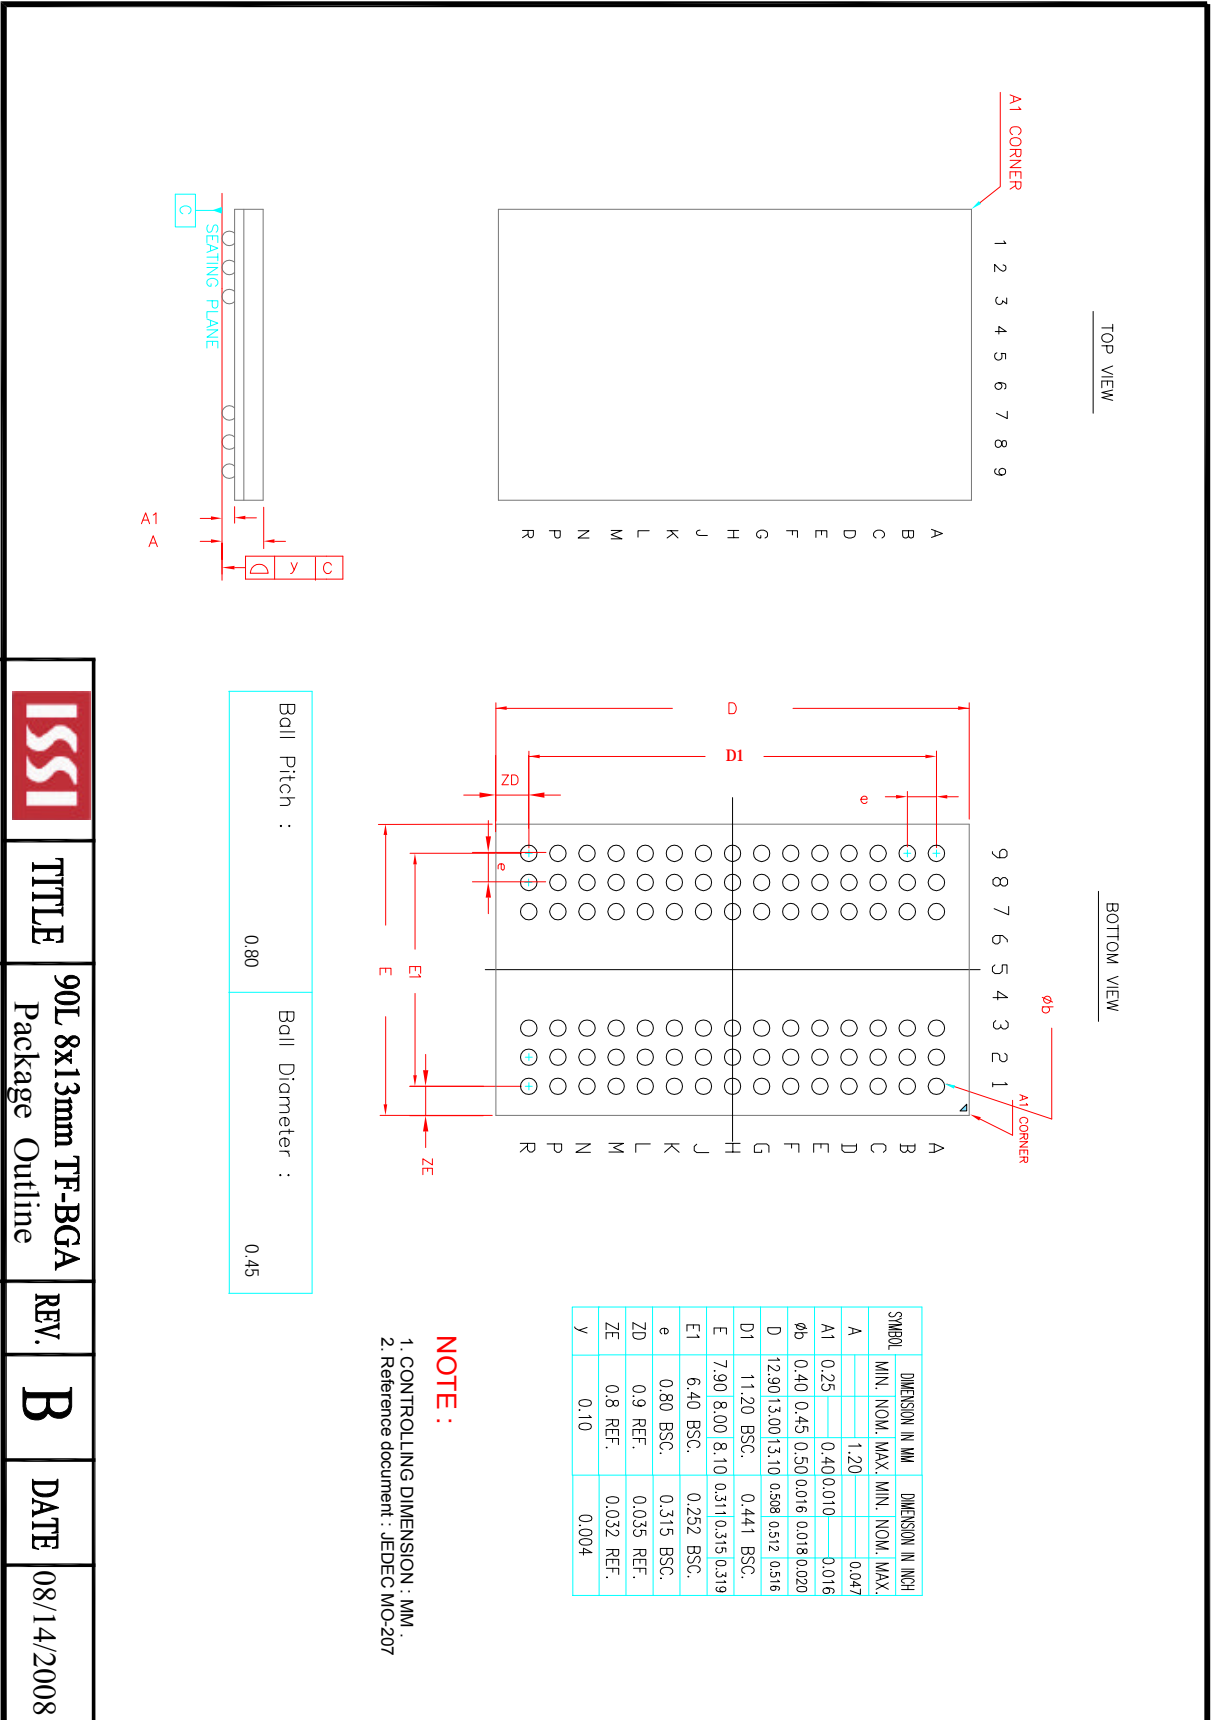 TOP VIEW
A1 CORNER
1 2 3 4 5 6 7 8 9
A
B
C
D
E
F
G
H
J
K
L
M
N
P
R
C
SEATING PLANE
A1
A
y C
BOTTOM VIEW
Øb
A1 CORNER
9 8 7 6 5 4 3 2 1
A
B
C
D
E
F
G
H
J
K
L
M
N
P
R
D
D1
ZD
e
e
E1
E
ZE
SYMBOL DIMENSION IN MM DIMENSION IN INCH
MIN. NOM. MAX. MIN. NOM. MAX.
A 1.20 0.047
A1 0.25 0.40 0.010 0.016
Øb 0.40 0.45 0.50 0.016 0.018 0.020
D 12.90 13.00 13.10 0.508 0.512 0.516
D1 11.20 BSC. 0.441 BSC.
E 7.90 8.00 8.10 0.311 0.315 0.319
E1 6.40 BSC. 0.252 BSC.
e 0.80 BSC. 0.315 BSC.
ZD 0.9 REF. 0.035 REF.
ZE 0.8 REF. 0.032 REF.
y 0.10 0.004
NOTE :
1. CONTROLLING DIMENSION : MM .
2. Reference document : JEDEC MO-207
Ball Pitch : Ball Diameter :
0.80 0.45
ISSI
TITLE
90L 8x13mm TF-BGA
Package Outline
REV.
B
DATE
08/14/2008